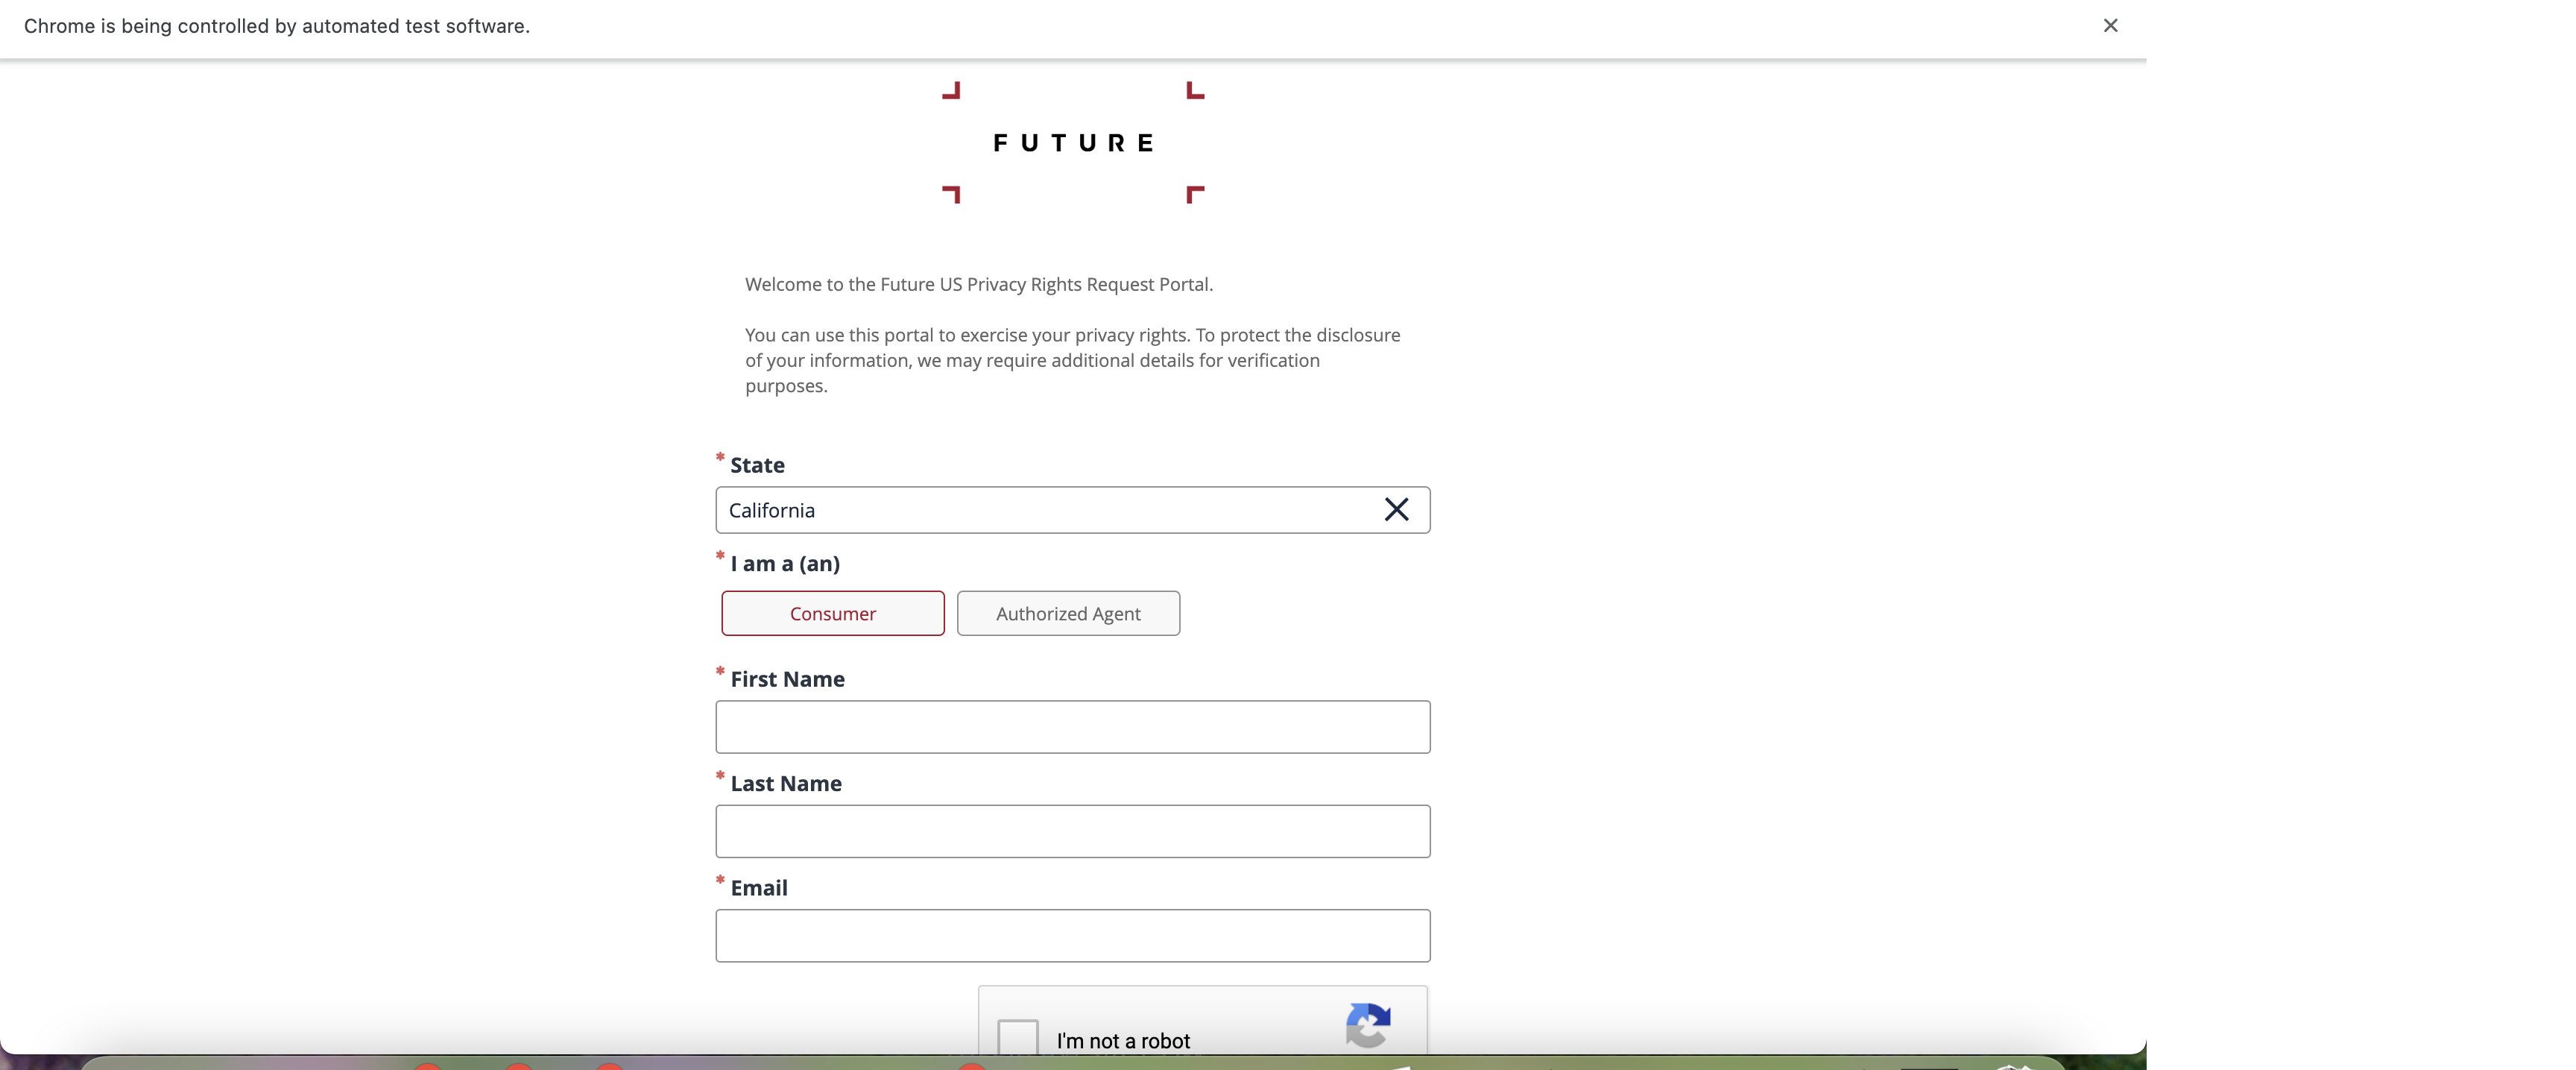 Chrome is being controlled by automated test software.
FUTURE
Welcome to the Future US Privacy Rights Request Portal.
You can use this portal to exercise your privacy rights. To protect the disclosure
of your information, we may require additional details for verification
purposes.
* State
California
* I am a (an)
Consumer
Authorized Agent
* First Name
* Last Name
* Email
I'm not a robot